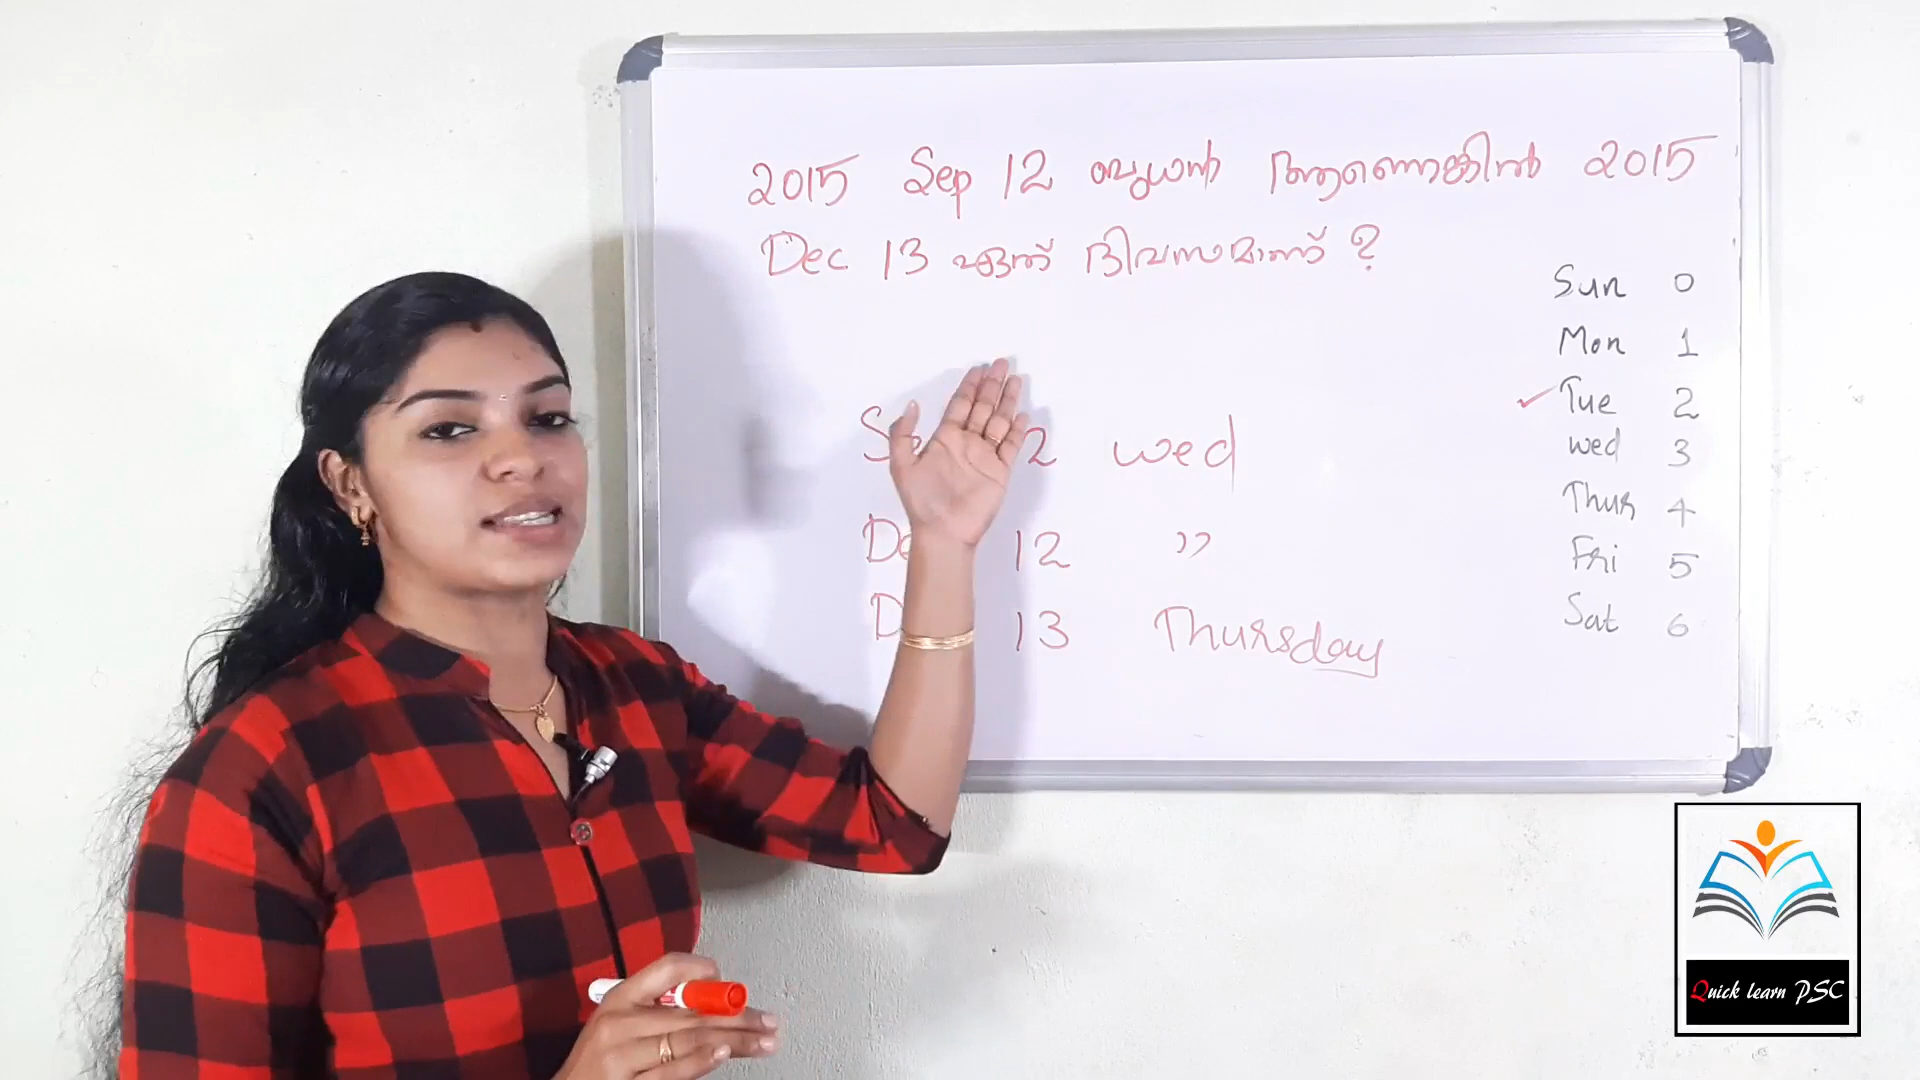 2015 Sep 12 ബുധൻ ആണെങ്കിൽ 2015
Dec 13 ഏത് ദിവസമാണ് ?
2 wed
12 ,,
13 Thursday
Sun 0
Mon 1
✓ Tue 2
wed 3
Thur 4
Fri 5
Sat 6
Quick learn PSC